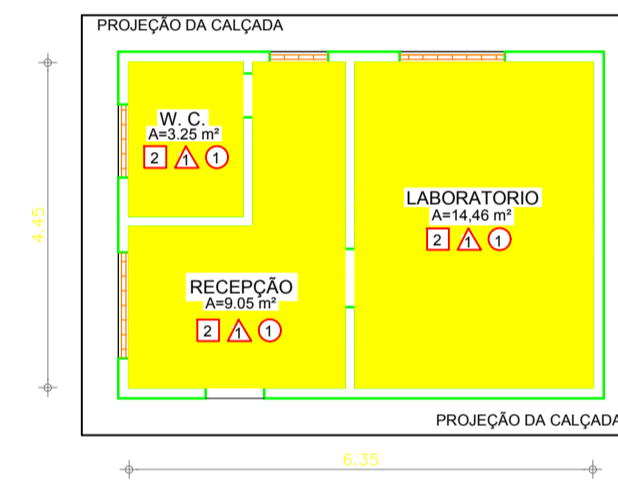 PROJEÇÃO DA CALÇADA
W. C.
A=3.25 m²
2 1 1
LABORATORIO
A=14,46 m²
2 1 1
4.45
RECEPÇÃO
A=9.05 m²
2 1 1
PROJEÇÃO DA CALÇADA
6.35